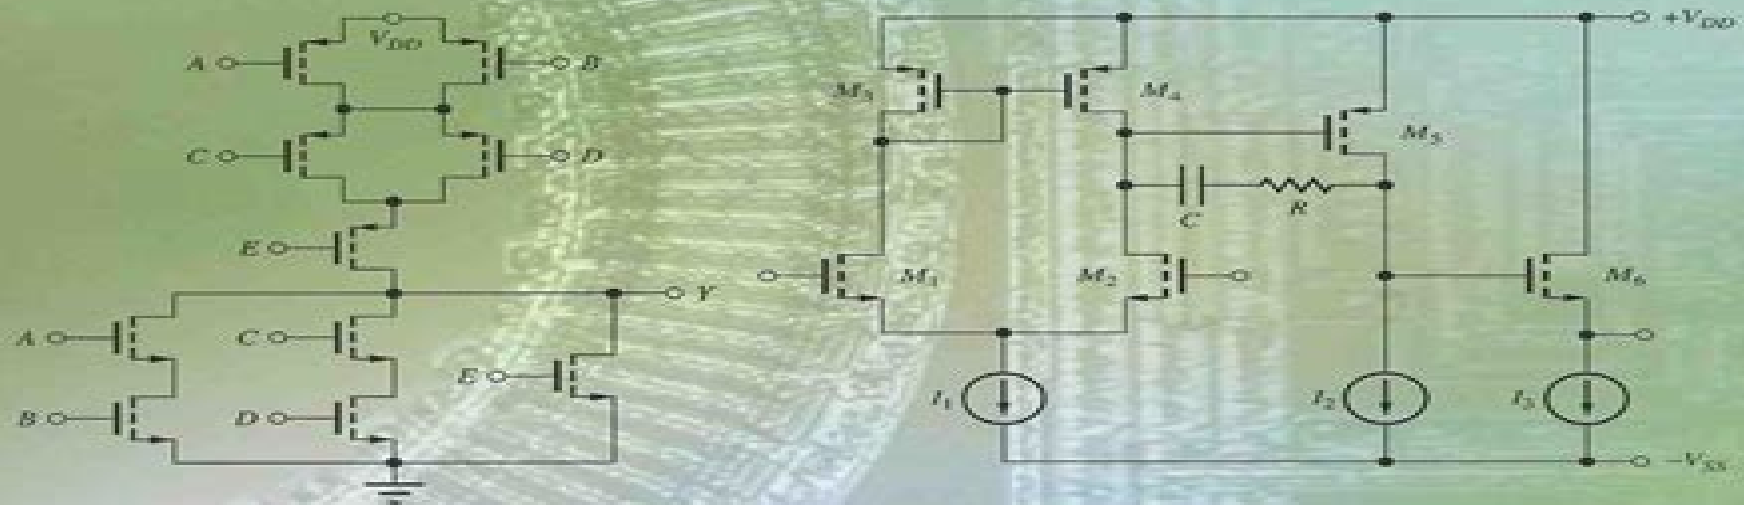 V_DD
A B
C D
E
Y
A C
E
B D
+V_DD
M_3 M_4
M_5
C R
M_1 M_2 M_6
I_1 I_2 I_3
-V_SS